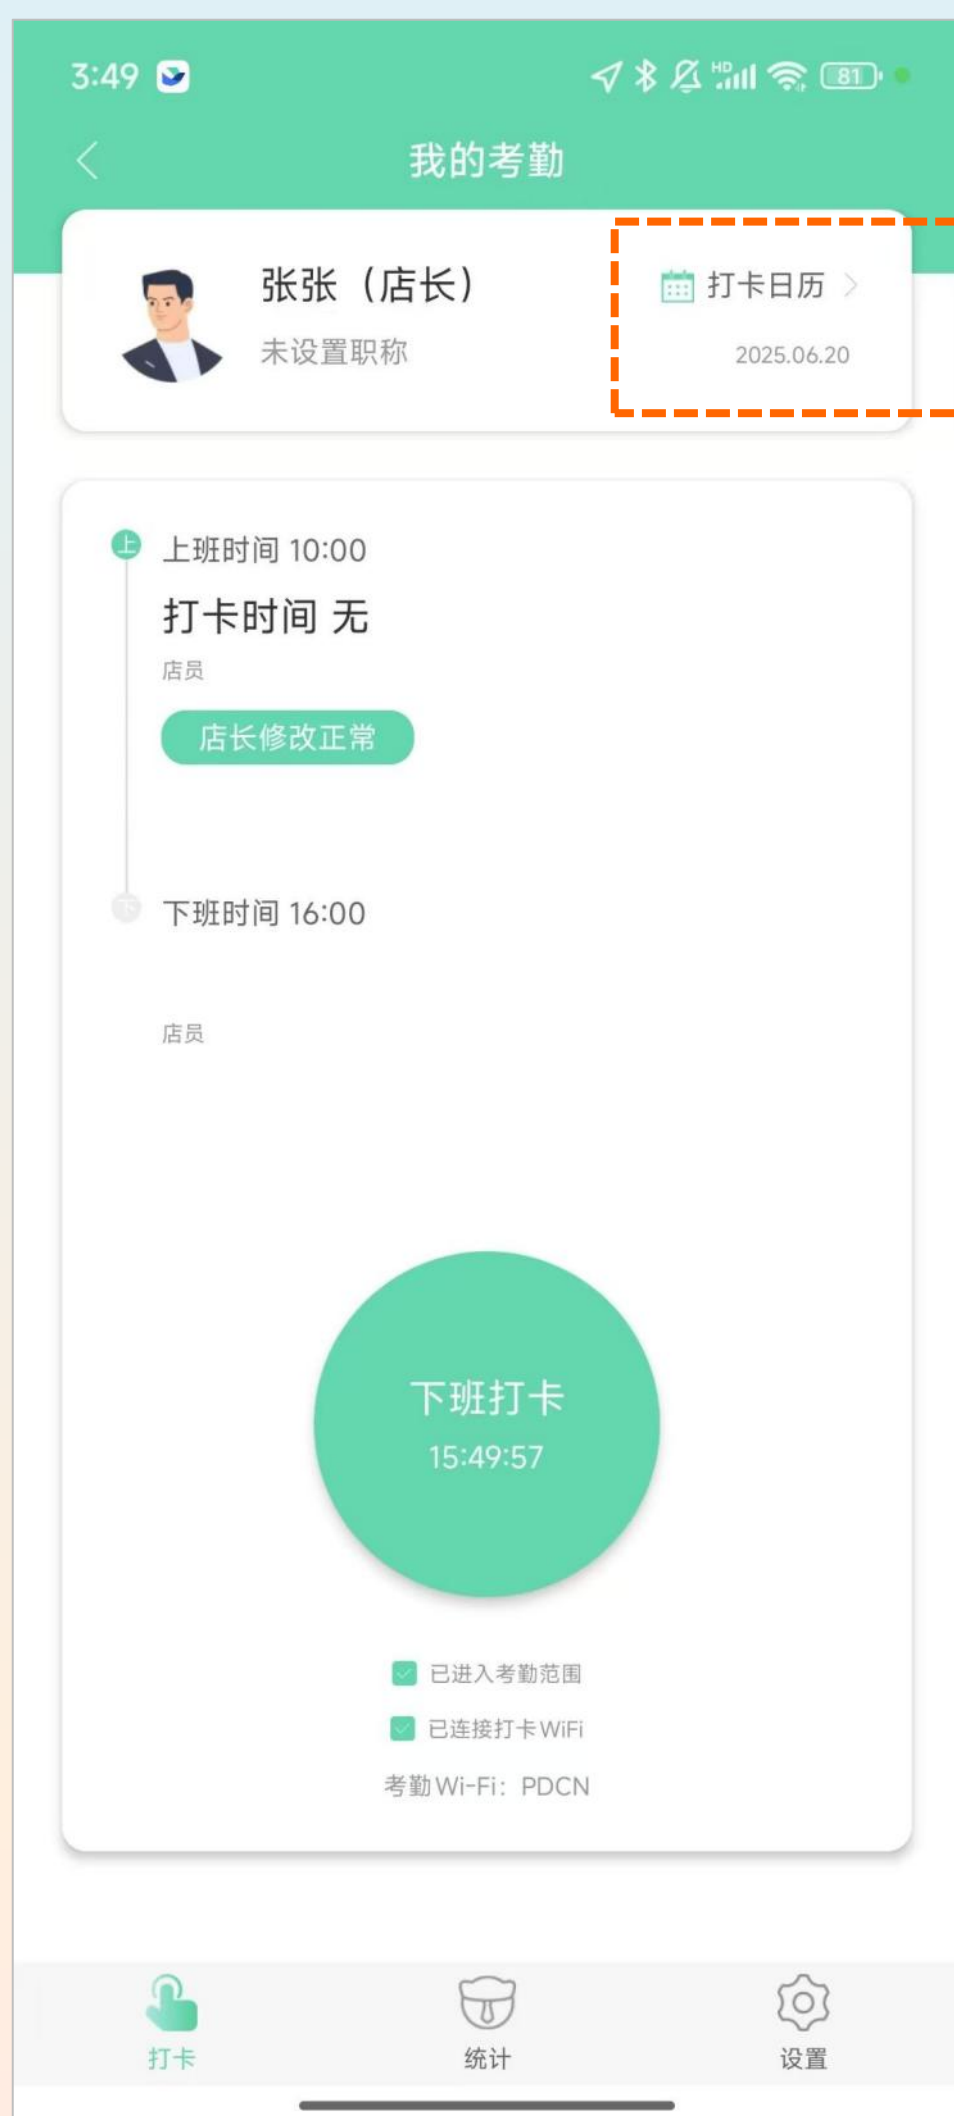 3:49
HD
81
我的考勤
张张（店长）
打卡日历
未设置职称
2025.06.20
上
上班时间 10:00
打卡时间 无
店员
店长修改正常
下
下班时间 16:00
店员
下班打卡
15:49:57
已进入考勤范围
已连接打卡WiFi
考勤Wi-Fi：PDCN
打卡
统计
设置